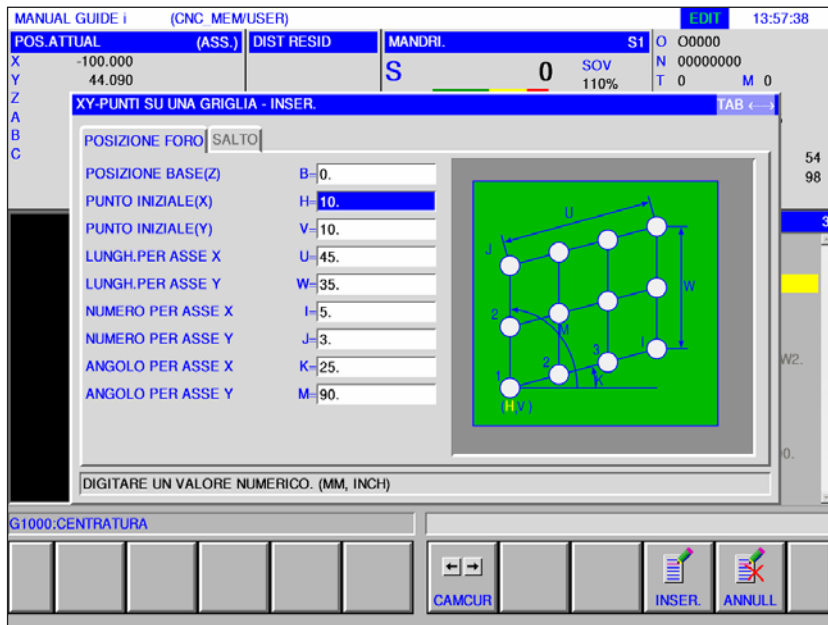 MANUAL GUIDE i (CNC_MEM/USER) EDIT 13:57:38
POS.ATTUAL (ASS.) DIST RESID MANDRI. S1 O O0000
X -100.000 S 0 SOV N 00000000
Y 44.090 110% T 0 M 0
Z
A
B
C
54
98
XY-PUNTI SU UNA GRIGLIA - INSER. TAB ←→
POSIZIONE FORO SALTO
POSIZIONE BASE(Z) B=0.
PUNTO INIZIALE(X) H=10.
PUNTO INIZIALE(Y) V=10.
LUNGH.PER ASSE X U=45.
LUNGH.PER ASSE Y W=35.
NUMERO PER ASSE X I=5.
NUMERO PER ASSE Y J=3.
ANGOLO PER ASSE X K=25.
ANGOLO PER ASSE Y M=90.
U
J
W
2
M
1 2 3 I
K
(H,V)
3
W2.
0.
DIGITARE UN VALORE NUMERICO. (MM, INCH)
G1000:CENTRATURA
←→
CAMCUR INSER. ANNULL